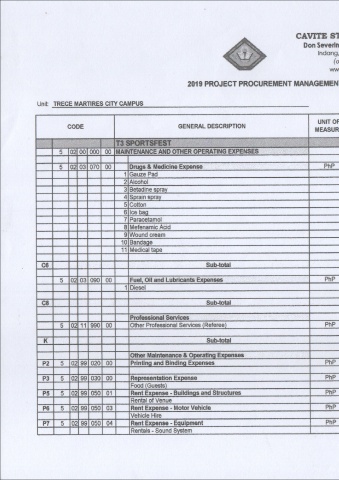 CAVITE ST
Don Severin
Indang,
(o
www
2019 PROJECT PROCUREMENT MANAGEMEN
Unit: TRECE MARTIRES CITY CAMPUS
CODE GENERAL DESCRIPTION UNIT OF MEASUR
T3 SPORTSFEST
5 02 00 000 00 MAINTENANCE AND OTHER OPERATING EXPENSES
5 02 03 070 00 Drugs & Medicine Expense PhP
1 Gauze Pad
2 Alcohol
3 Betadine spray
4 Sprain spray
5 Cotton
6 Ice bag
7 Paracetamol
8 Mefenamic Acid
9 Wound cream
10 Bandage
11 Medical tape
C6 Sub-total
5 02 03 090 00 Fuel, Oil and Lubricants Expenses PhP
1 Diesel
C8 Sub-total
Professional Services
5 02 11 990 00 Other Professional Services (Referee) PhP
K Sub-total
Other Maintenance & Operating Expenses
P2 5 02 99 020 00 Printing and Binding Expenses PhP
P3 5 02 99 030 00 Representation Expense PhP
Food (Guests)
P5 5 02 99 050 01 Rent Expense - Buildings and Structures PhP
Rental of Venue
P6 5 02 99 050 03 Rent Expense - Motor Vehicle PhP
Vehicle Hire
P7 5 02 99 050 04 Rent Expense - Equipment PhP
Rentals - Sound System